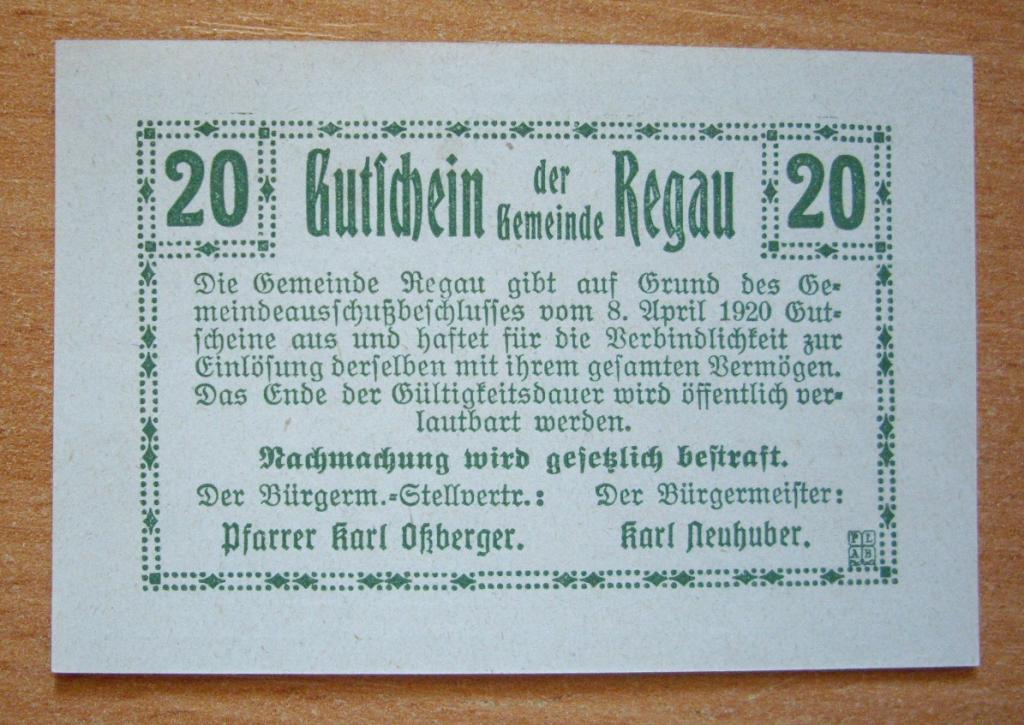 20 Gutschein der Gemeinde Regau 20
Die Gemeinde Regau gibt auf Grund des Ge-
meindeausschußbeschlusses vom 8. April 1920 Gut-
scheine aus und haftet für die Verbindlichkeit zur
Einlösung derselben mit ihrem gesamten Vermögen.
Das Ende der Gültigkeitsdauer wird öffentlich ver-
lautbart werden.
Nachmachung wird gesetzlich bestraft.
Der Bürgerm.-Stellvertr.: Der Bürgermeister:
Pfarrer Karl Oßberger. Karl Neuhuber.
F L
A B